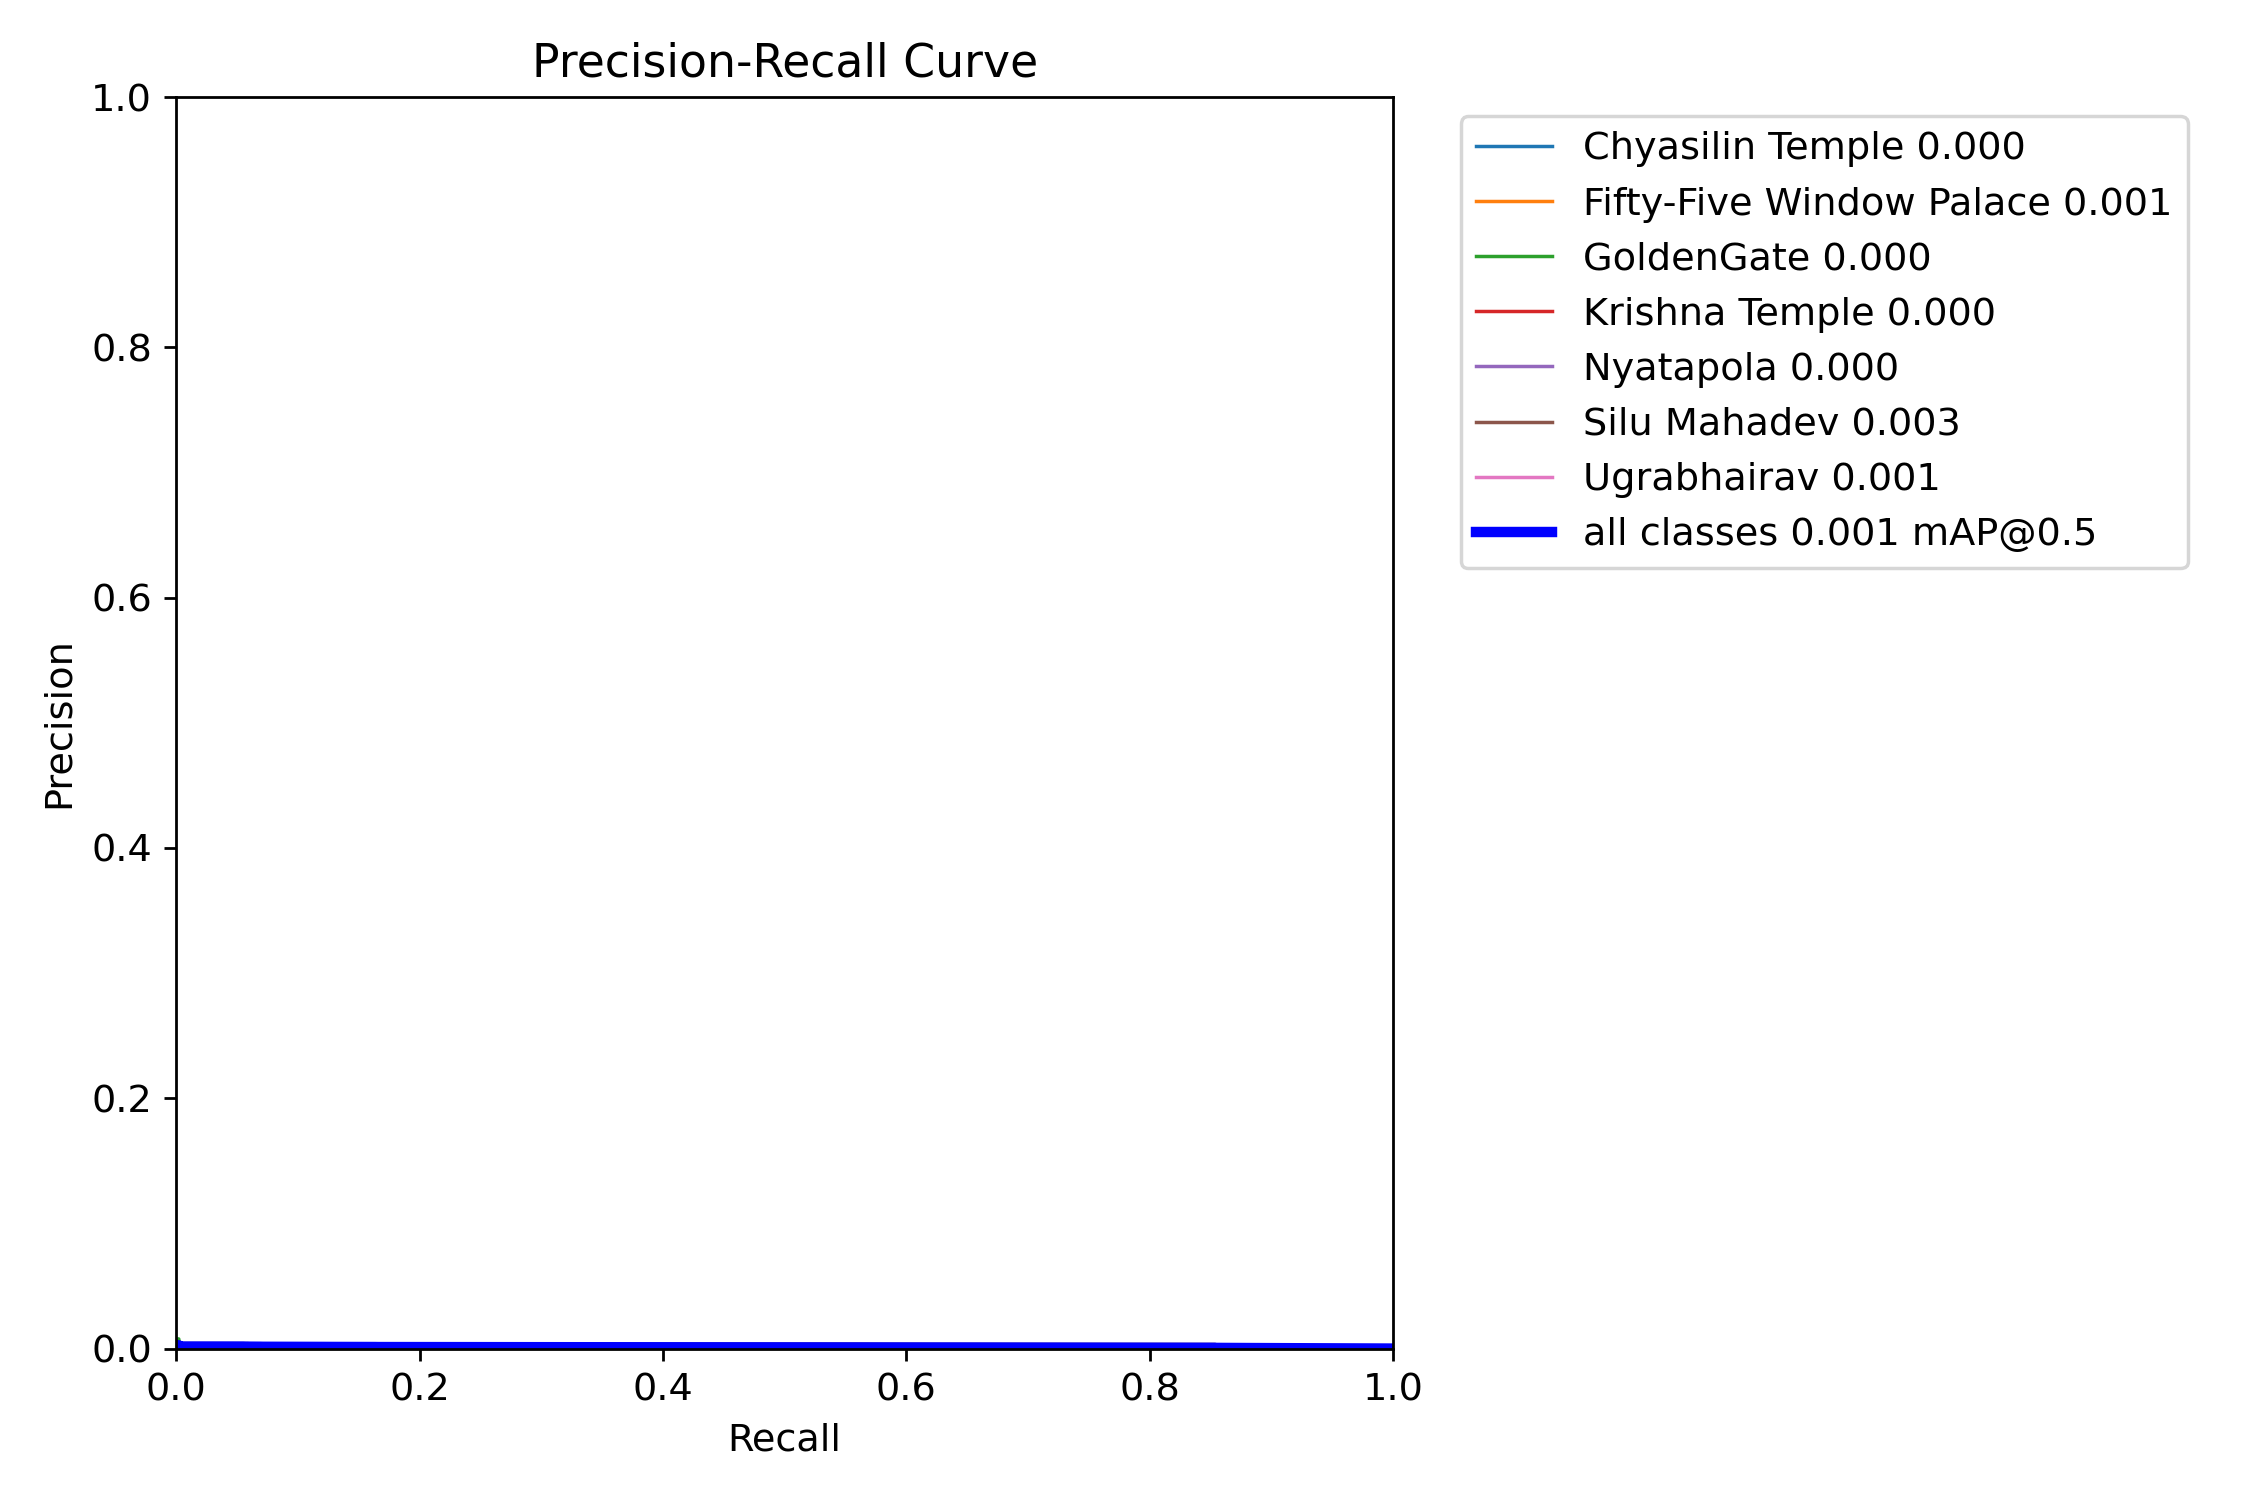 Precision-Recall Curve
1.0
0.8
0.6
0.4
0.2
0.0
Precision
0.0 0.2 0.4 0.6 0.8 1.0
Recall
Chyasilin Temple 0.000
Fifty-Five Window Palace 0.001
GoldenGate 0.000
Krishna Temple 0.000
Nyatapola 0.000
Silu Mahadev 0.003
Ugrabhairav 0.001
all classes 0.001 mAP@0.5